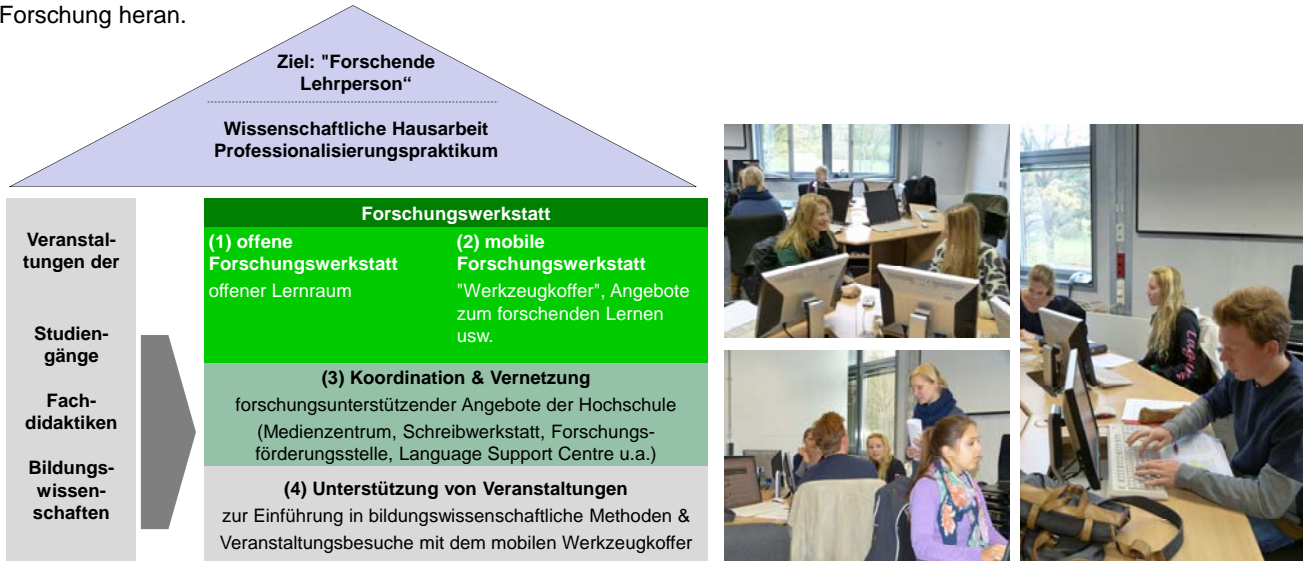 Forschung heran.
Ziel: "Forschende
Lehrperson“
Wissenschaftliche Hausarbeit
Professionalisierungspraktikum
Veranstal-
tungen der
Studien-
gänge
Fach-
didaktiken
Bildungs-
wissen-
schaften
Forschungswerkstatt
(1) offene
Forschungswerkstatt
offener Lernraum
(2) mobile
Forschungswerkstatt
"Werkzeugkoffer", Angebote
zum forschenden Lernen
usw.
(3) Koordination & Vernetzung
forschungsunterstützender Angebote der Hochschule
(Medienzentrum, Schreibwerkstatt, Forschungs-
förderungsstelle, Language Support Centre u.a.)
(4) Unterstützung von Veranstaltungen
zur Einführung in bildungswissenschaftliche Methoden &
Veranstaltungsbesuche mit dem mobilen Werkzeugkoffer